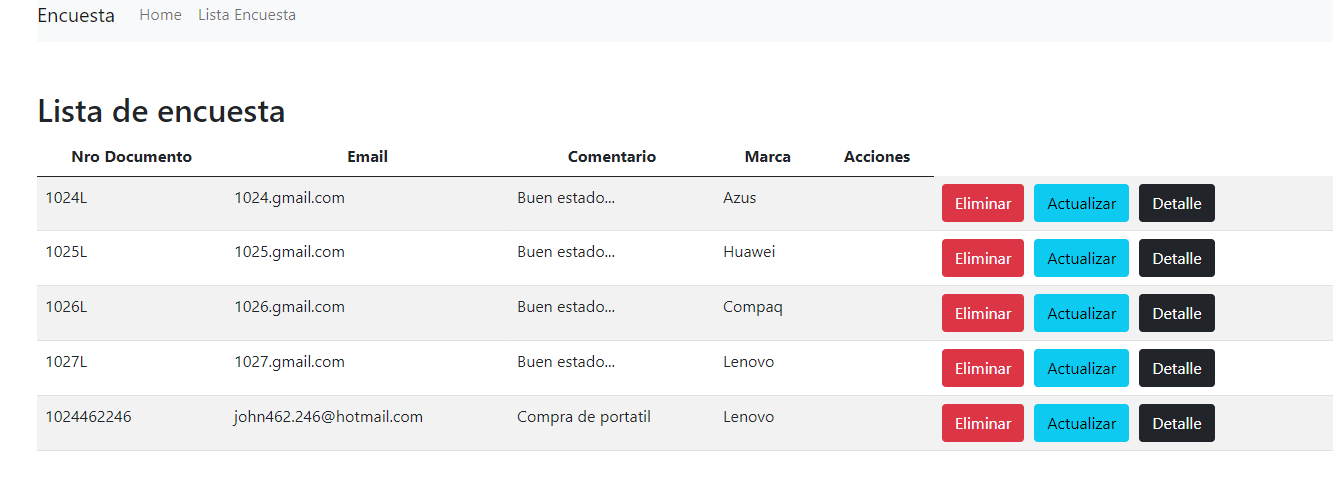 Encuesta Home Lista Encuesta
Lista de encuesta
Nro Documento Email Comentario Marca Acciones
1024L 1024.gmail.com Buen estado... Azus Eliminar Actualizar Detalle
1025L 1025.gmail.com Buen estado... Huawei Eliminar Actualizar Detalle
1026L 1026.gmail.com Buen estado... Compaq Eliminar Actualizar Detalle
1027L 1027.gmail.com Buen estado... Lenovo Eliminar Actualizar Detalle
1024462246 john462.246@hotmail.com Compra de portatil Lenovo Eliminar Actualizar Detalle